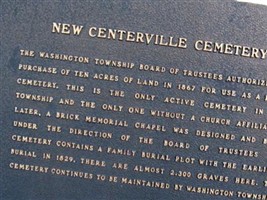 NEW CENTERVILLE CEMETERY
THE WASHINGTON TOWNSHIP BOARD OF TRUSTEES AUTHORIZ
PURCHASE OF TEN ACRES OF LAND IN 1867 FOR USE AS A
CEMETERY. THIS IS THE ONLY ACTIVE CEMETERY IN
TOWNSHIP AND THE ONLY ONE WITHOUT A CHURCH AFFILIA
LATER, A BRICK MEMORIAL CHAPEL WAS DESIGNED AND
UNDER THE DIRECTION OF THE BOARD OF TRUSTEES
CEMETERY CONTAINS A FAMILY BURIAL PLOT WITH THE EARLI
BURIAL IN 1829. THERE ARE ALMOST 3,300 GRAVES HERE.
CEMETERY CONTINUES TO BE MAINTAINED BY WASHINGTON TOWNS